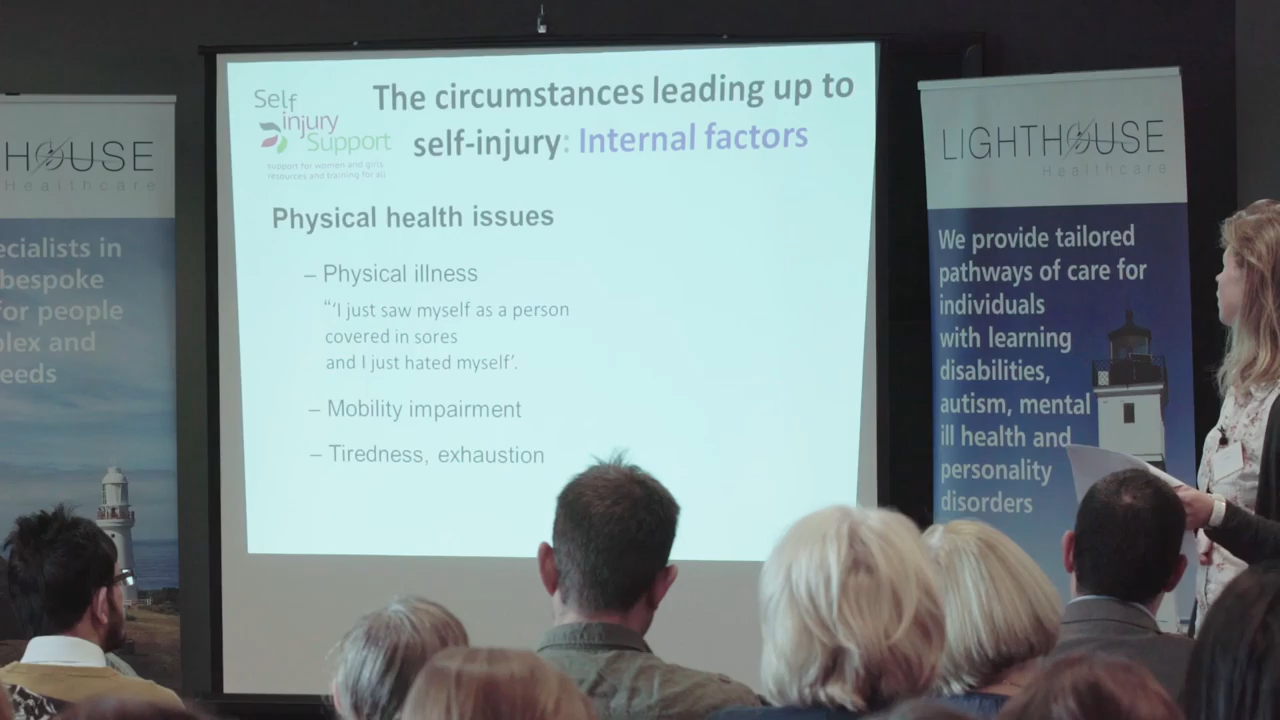 HOUSE
Healthcare
ecialists in
bespoke
for people
plex and
eeds
Self
injury
Support
support for women and girls,
resources and training for all
The circumstances leading up to
self-injury: Internal factors
Physical health issues
– Physical illness
"'I just saw myself as a person
covered in sores
and I just hated myself'.
– Mobility impairment
– Tiredness, exhaustion
LIGHTHOUSE
Healthcare
We provide tailored
pathways of care for
individuals
with learning
disabilities,
autism, mental
ill health and
personality
disorders